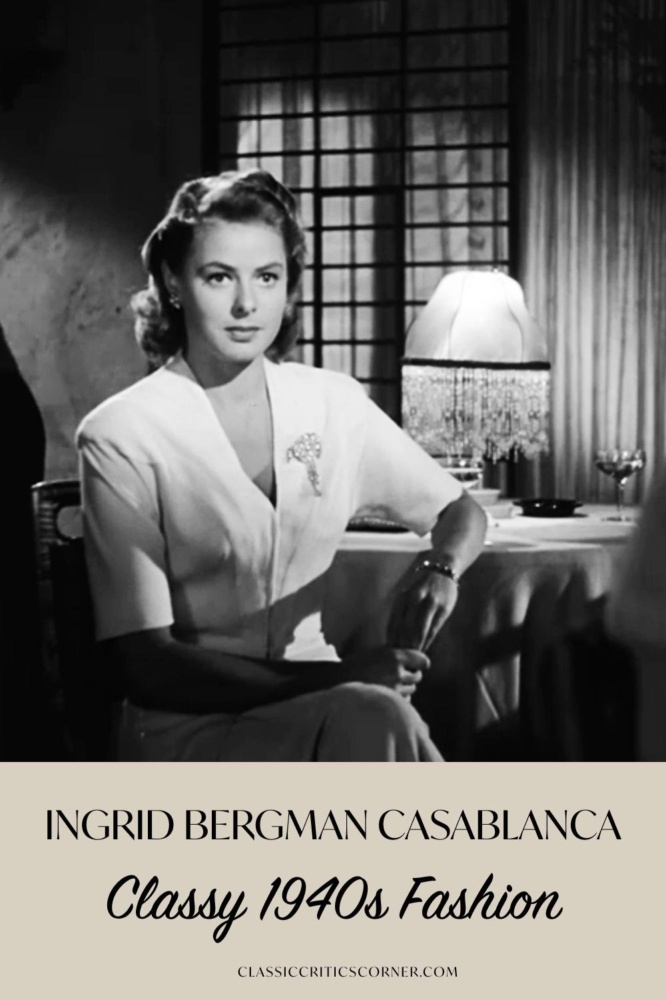 INGRID BERGMAN CASABLANCA
Classy 1940s Fashion
CLASSICCRITICSCORNER.COM